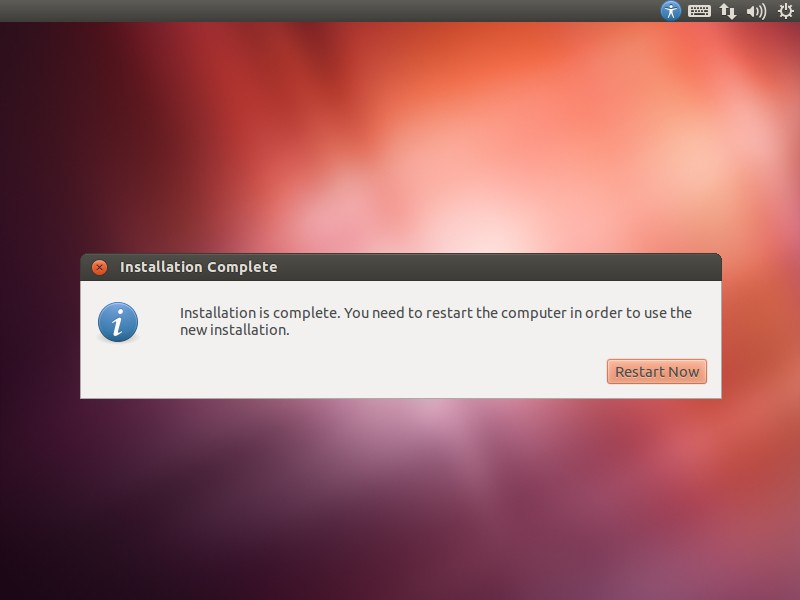 Installation Complete
Installation is complete. You need to restart the computer in order to use the
new installation.
Restart Now